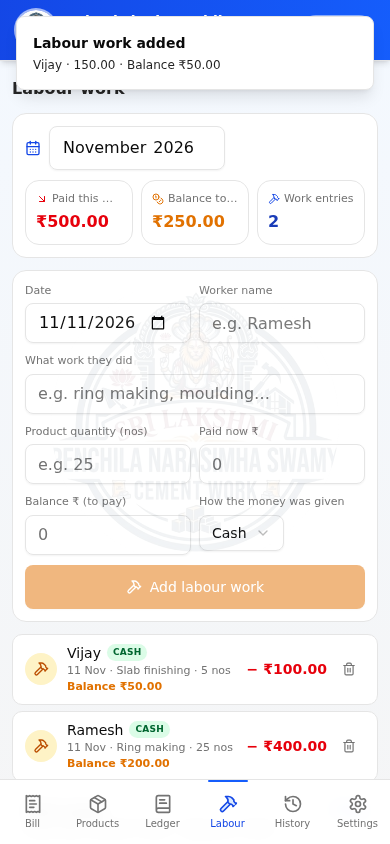 Labour work added
Vijay · 150.00 · Balance ₹50.00
Labour work
November 2026
Paid this ...
Balance to...
Work entries
₹500.00
₹250.00
2
Date
Worker name
11/11/2026
e.g. Ramesh
What work they did
e.g. ring making, moulding...
Product quantity (nos)
Paid now ₹
e.g. 25
0
Balance ₹ (to pay)
How the money was given
0
Cash
Add labour work
Vijay CASH
11 Nov · Slab finishing · 5 nos
− ₹100.00
Balance ₹50.00
Ramesh CASH
11 Nov · Ring making · 25 nos
− ₹400.00
Balance ₹200.00
Bill
Products
Ledger
Labour
History
Settings